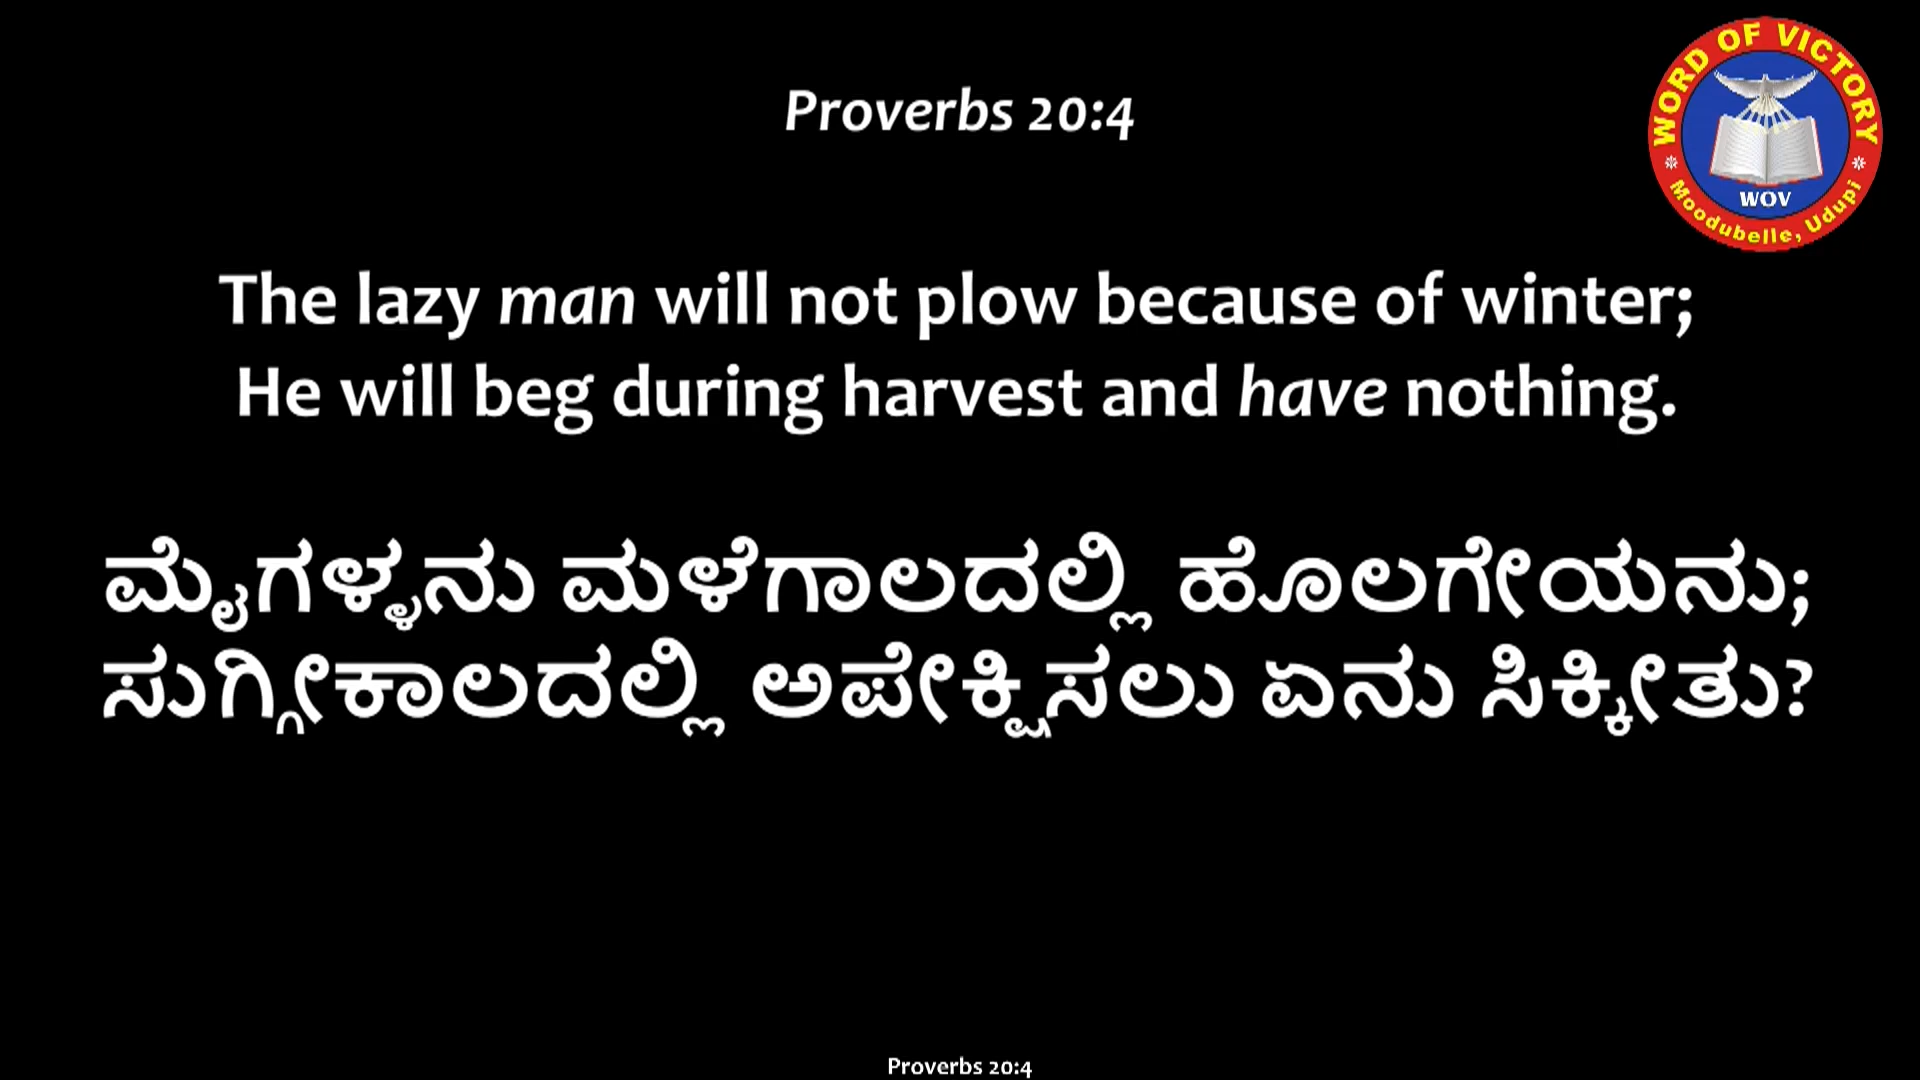 Proverbs 20:4
WORD OF VICTORY
WOV
Moodubelle, Udupi
The lazy man will not plow because of winter;
He will beg during harvest and have nothing.
ಮೈಗಳ್ಳನು ಮಳೆಗಾಲದಲ್ಲಿ ಹೊಲಗೇಯನು;
ಸುಗ್ಗೀಕಾಲದಲ್ಲಿ ಅಪೇಕ್ಷಿಸಲು ಏನು ಸಿಕ್ಕೀತು?
Proverbs 20:4